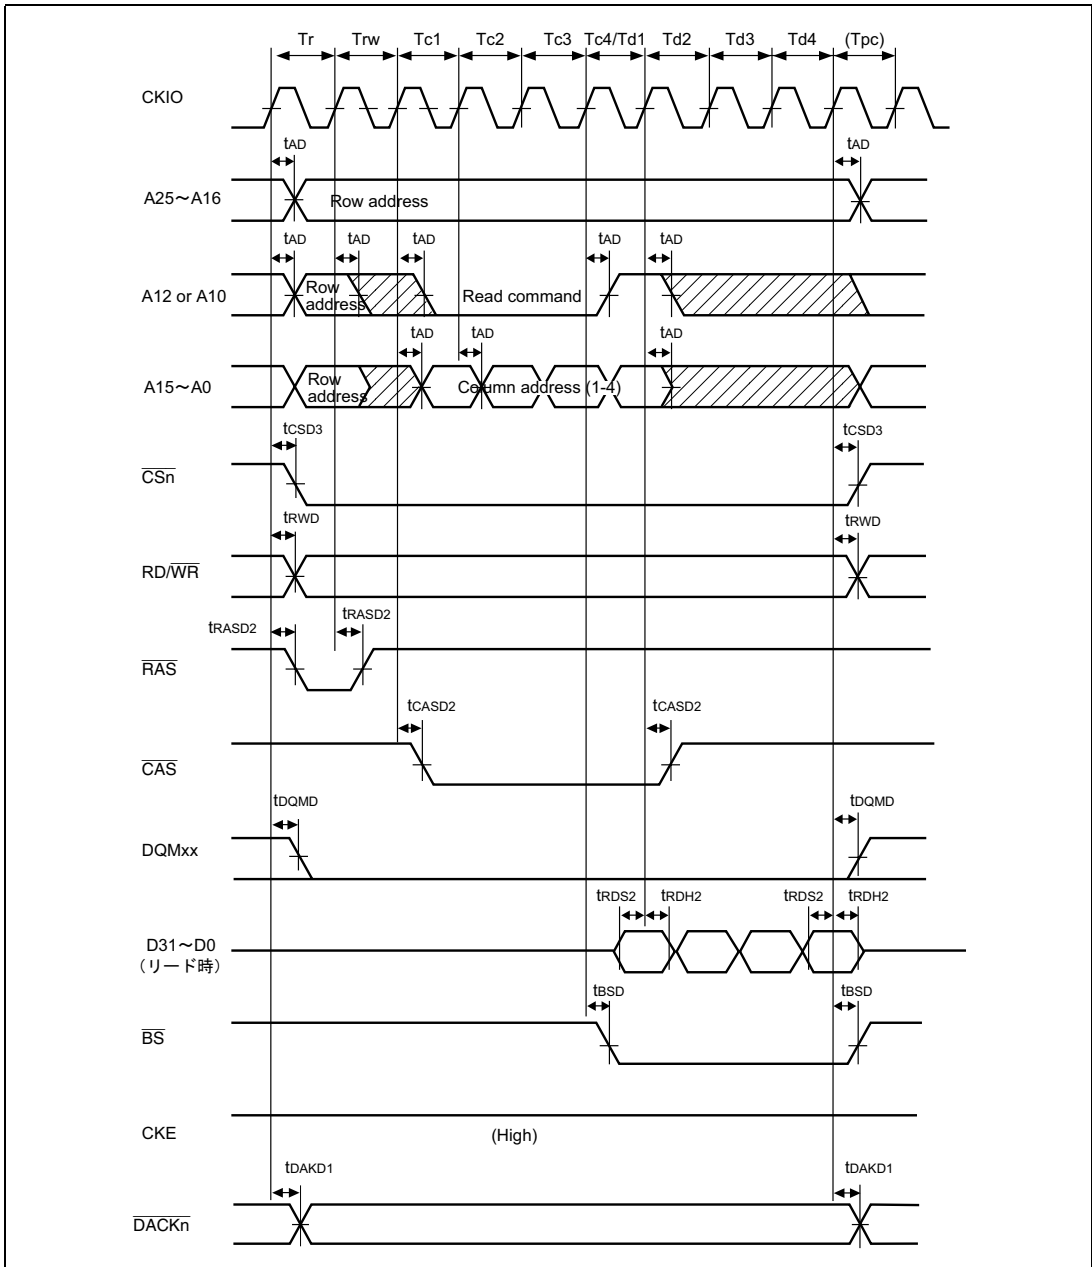 Tr Trw Tc1 Tc2 Tc3 Tc4/Td1 Td2 Td3 Td4 (Tpc)
CKIO
tAD tAD
A25～A16 Row address
tAD tAD tAD tAD tAD
A12 or A10 Row address Read command
tAD tAD tAD
A15～A0 Row address Column address (1-4)
tCSD3 tCSD3
CSn
tRWD tRWD
RD/WR
tRASD2 tRASD2
RAS
tCASD2 tCASD2
CAS
tDQMD tDQMD
DQMxx
tRDS2 tRDH2 tRDS2 tRDH2
D31～D0
（リード時）
tBSD tBSD
BS
CKE (High)
tDAKD1 tDAKD1
DACKn